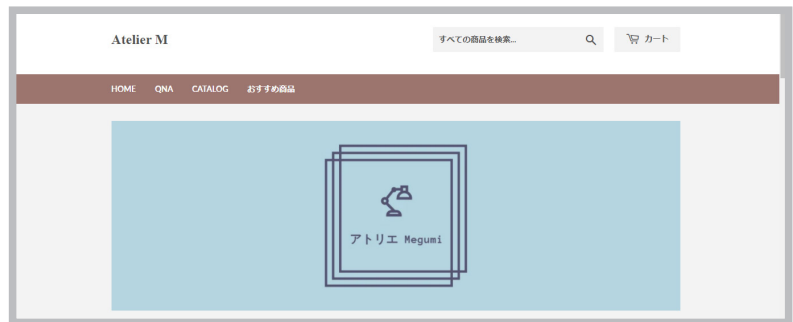 Atelier M
すべての商品を検索...
カート
HOME QNA CATALOG おすすめ商品
アトリエ Megumi